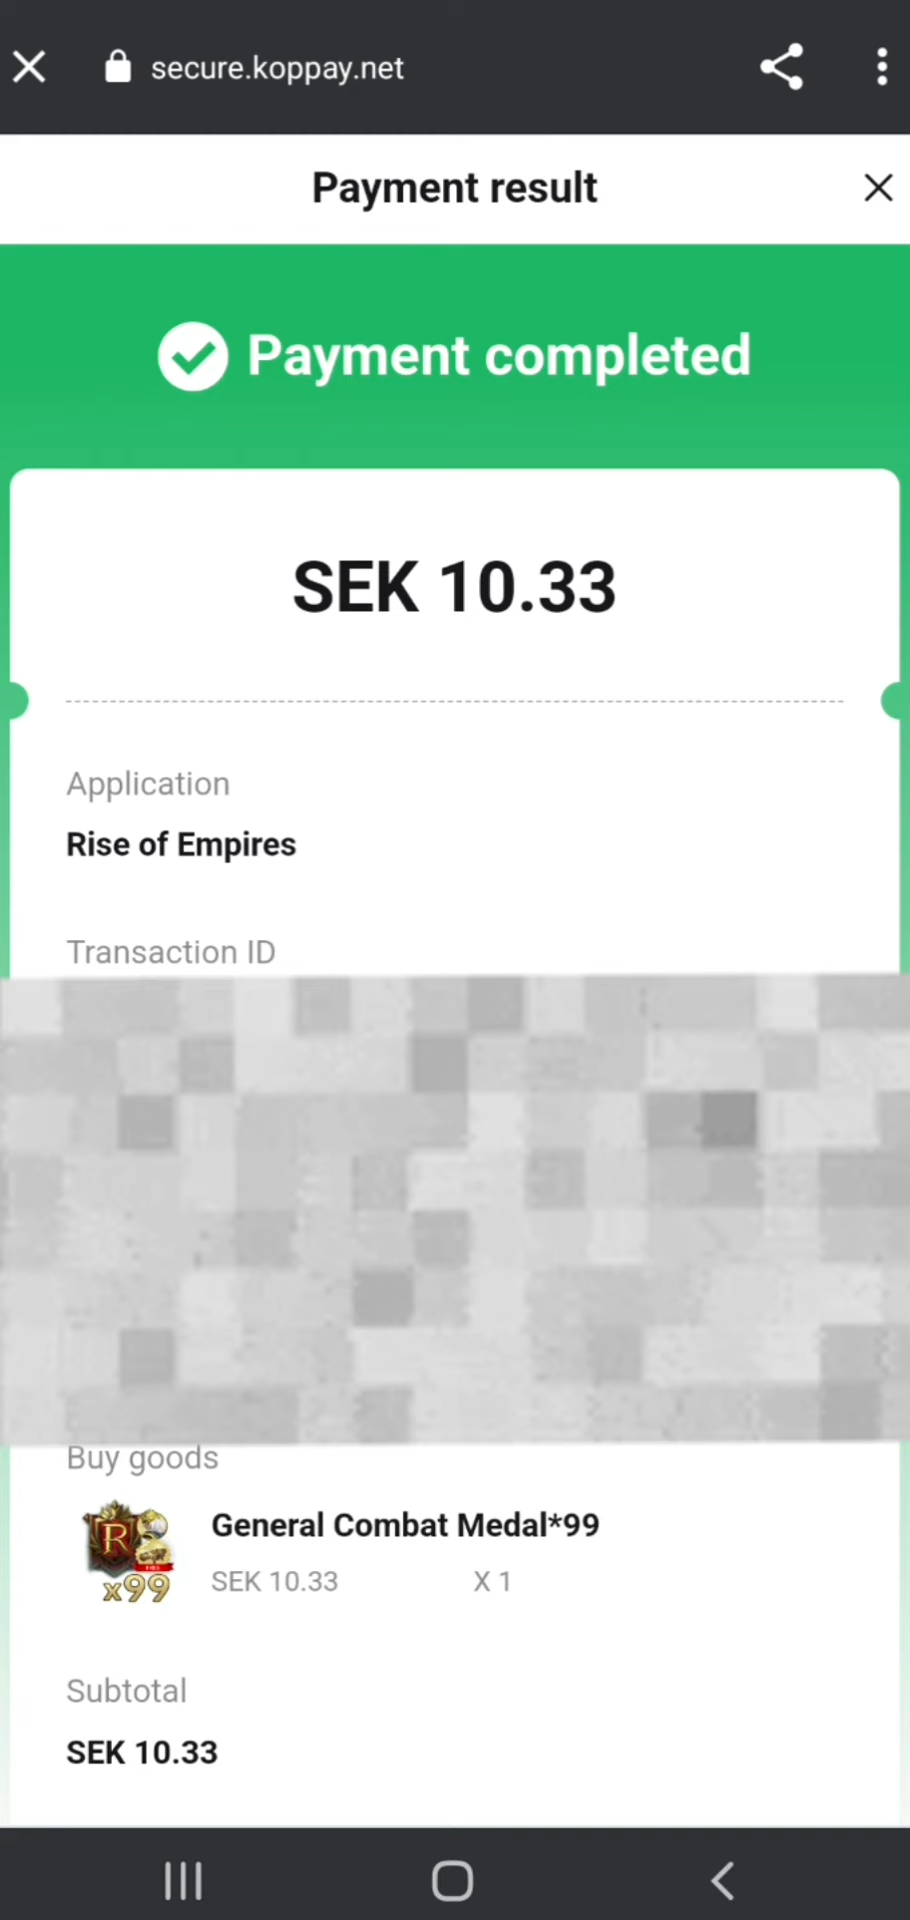 secure.koppay.net
Payment result
Payment completed
SEK 10.33
Application
Rise of Empires
Transaction ID
Buy goods
General Combat Medal*99
R
x99
SEK 10.33 X 1
Subtotal
SEK 10.33